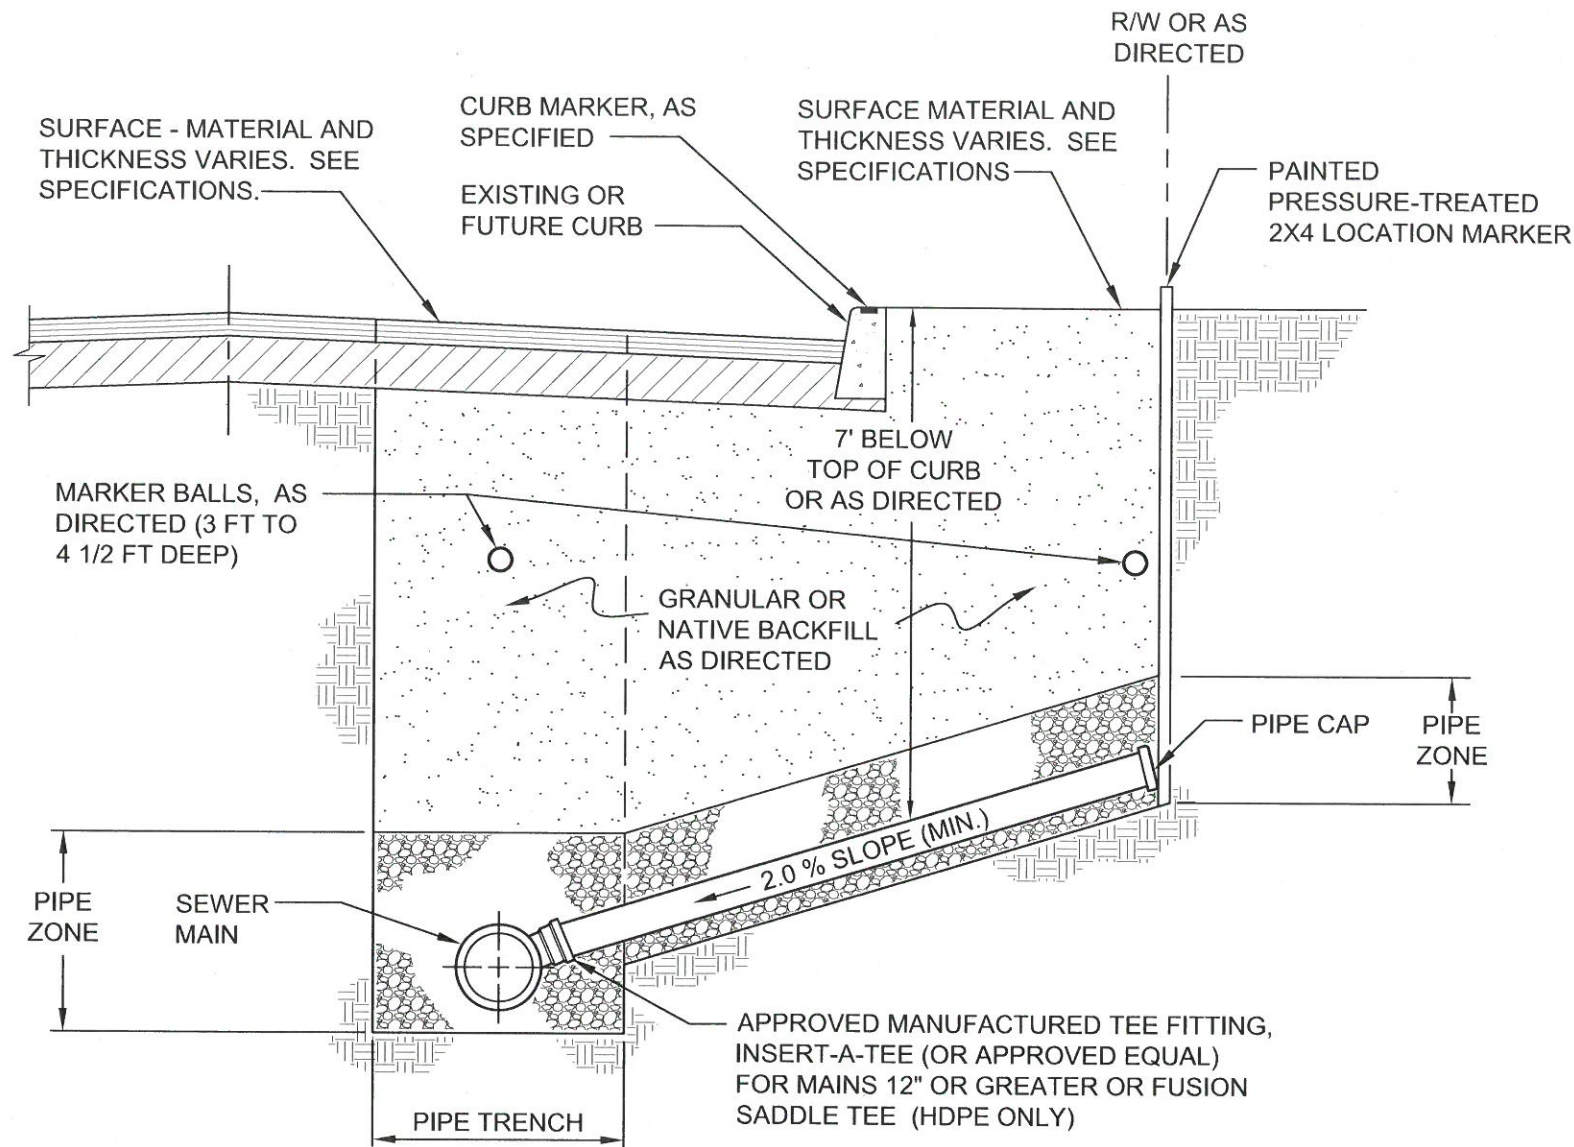 R/W OR AS
DIRECTED
SURFACE - MATERIAL AND
THICKNESS VARIES. SEE
SPECIFICATIONS.
CURB MARKER, AS
SPECIFIED
EXISTING OR
FUTURE CURB
SURFACE MATERIAL AND
THICKNESS VARIES. SEE
SPECIFICATIONS
PAINTED
PRESSURE-TREATED
2X4 LOCATION MARKER
7' BELOW
TOP OF CURB
OR AS DIRECTED
MARKER BALLS, AS
DIRECTED (3 FT TO
4 1/2 FT DEEP)
GRANULAR OR
NATIVE BACKFILL
AS DIRECTED
PIPE CAP
PIPE
ZONE
2.0 % SLOPE (MIN.)
PIPE
ZONE
SEWER
MAIN
APPROVED MANUFACTURED TEE FITTING,
INSERT-A-TEE (OR APPROVED EQUAL)
FOR MAINS 12" OR GREATER OR FUSION
SADDLE TEE (HDPE ONLY)
PIPE TRENCH